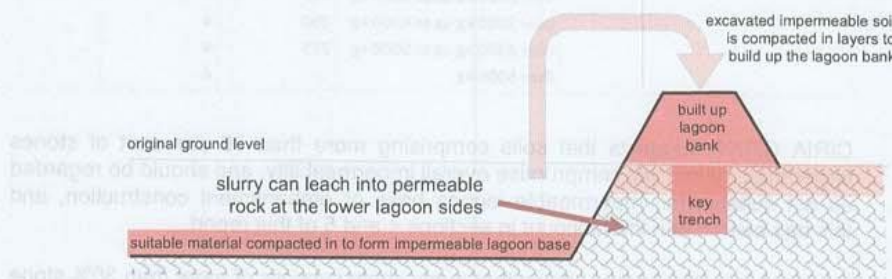 excavated impermeable soil
is compacted in layers to
build up the lagoon bank
built up
lagoon
bank
original ground level
slurry can leach into permeable
rock at the lower lagoon sides
key
trench
suitable material compacted in to form impermeable lagoon base